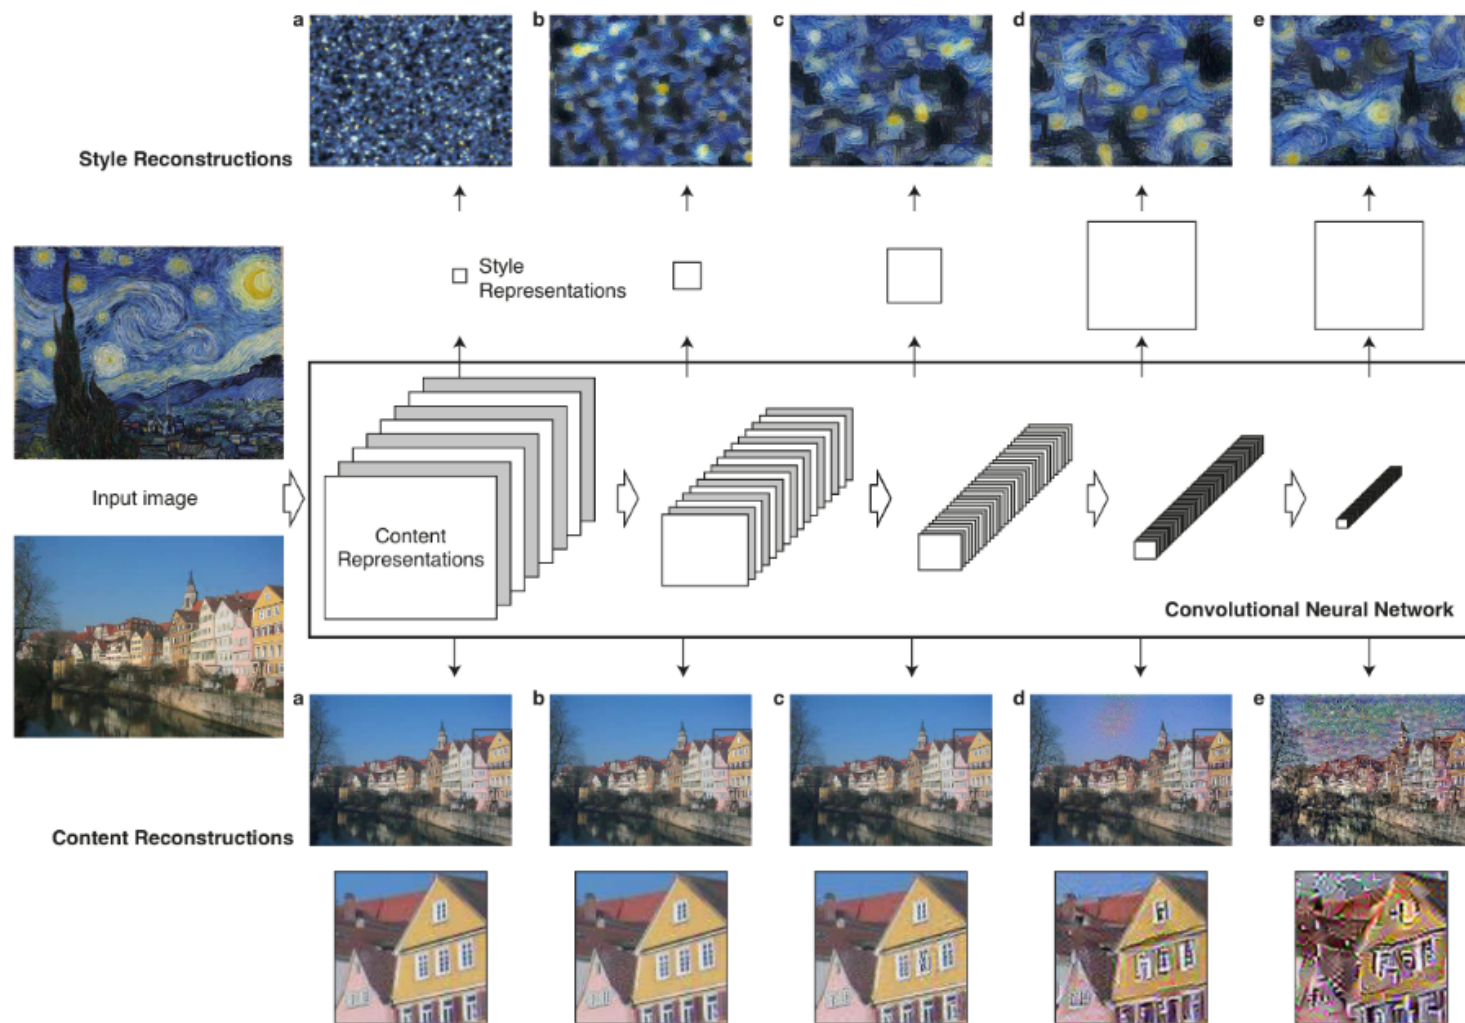 a
b
c
d
e
Style Reconstructions
Style
Representations
Input image
Content
Representations
Convolutional Neural Network
a
b
c
d
e
Content Reconstructions